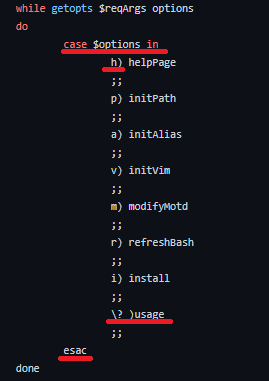 while getopts $reqArgs options
do
case $options in
h) helpPage
;;
p) initPath
;;
a) initAlias
;;
v) initVim
;;
m) modifyMotd
;;
r) refreshBash
;;
i) install
;;
\? )usage
;;
esac
done